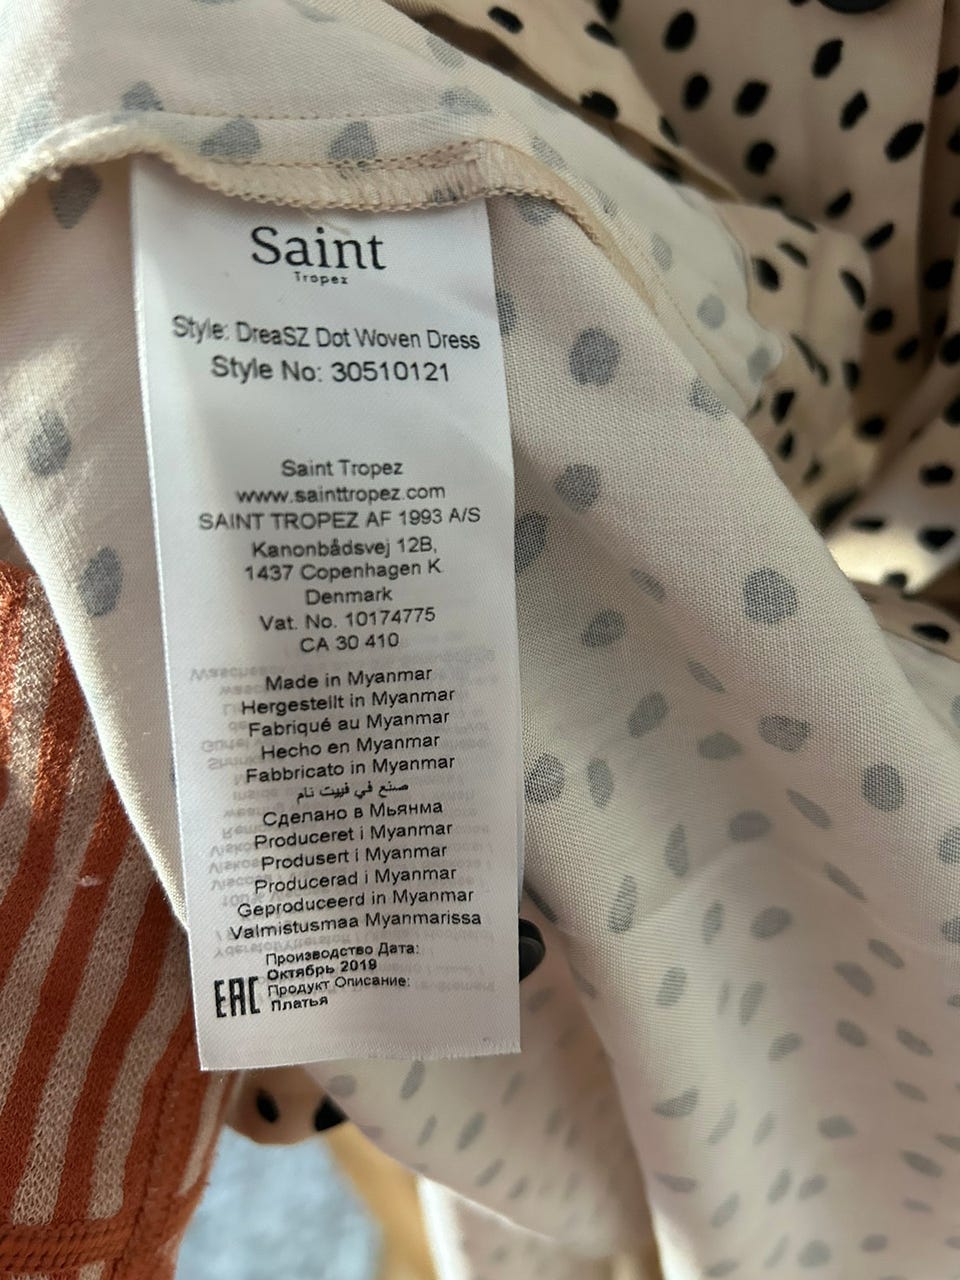 Saint
Tropez
Style: DreaSZ Dot Woven Dress
Style No: 30510121
Saint Tropez
www.sainttropez.com
SAINT TROPEZ AF 1993 A/S
Kanonbådsvej 12B,
1437 Copenhagen K
Denmark
Vat. No. 10174775
CA 30 410
Made in Myanmar
Hergestellt in Myanmar
Fabriqué au Myanmar
Hecho en Myanmar
Fabbricato in Myanmar
صنع في فييت نام
Сделано в Мьянма
Produceret i Myanmar
Produsert i Myanmar
Producerad i Myanmar
Geproduceerd in Myanmar
Valmistusmaa Myanmarissa
Производство Дата:
Октябрь 2019
Продукт Описание:
Платья
EAC